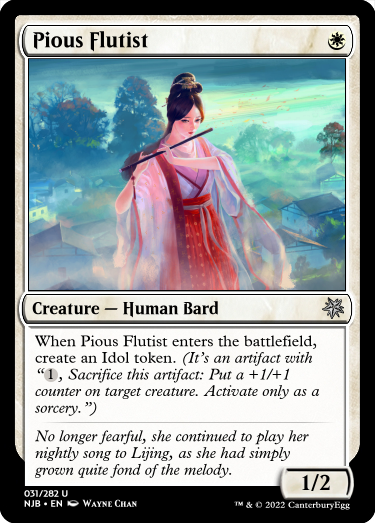 Pious Flutist
Creature — Human Bard
When Pious Flutist enters the battlefield,
create an Idol token. (It's an artifact with
“1, Sacrifice this artifact: Put a +1/+1
counter on target creature. Activate only as a
sorcery.”)
No longer fearful, she continued to play her
nightly song to Lijing, as she had simply
grown quite fond of the melody.
1/2
031/282 U
NJB • EN Wayne Chan
™ & © 2022 CanterburyEgg